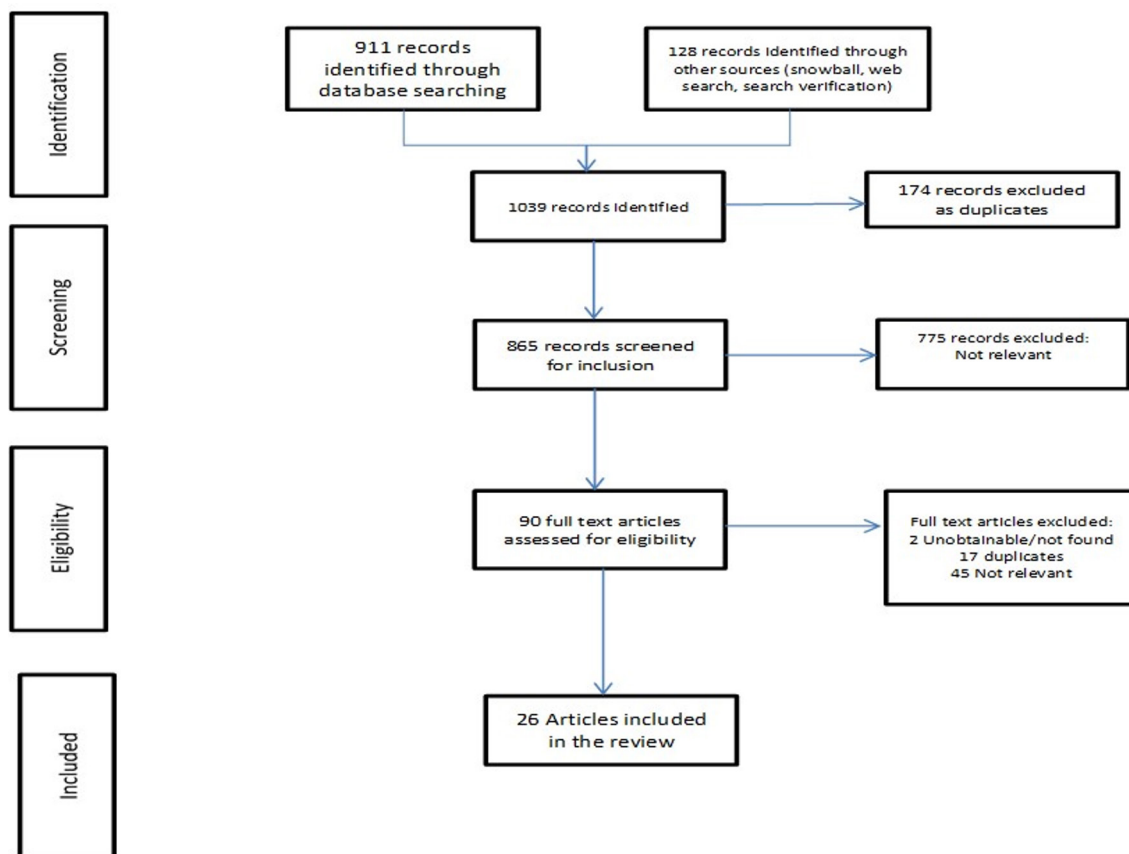 Identification
911 records
identified through
database searching
128 records identified through
other sources (snowball, web
search, search verification)
1039 records identified
174 records excluded
as duplicates
Screening
865 records screened
for inclusion
775 records excluded:
Not relevant
Eligibility
90 full text articles
assessed for eligibility
Full text articles excluded:
2 Unobtainable/not found
17 duplicates
45 Not relevant
Included
26 Articles included
in the review